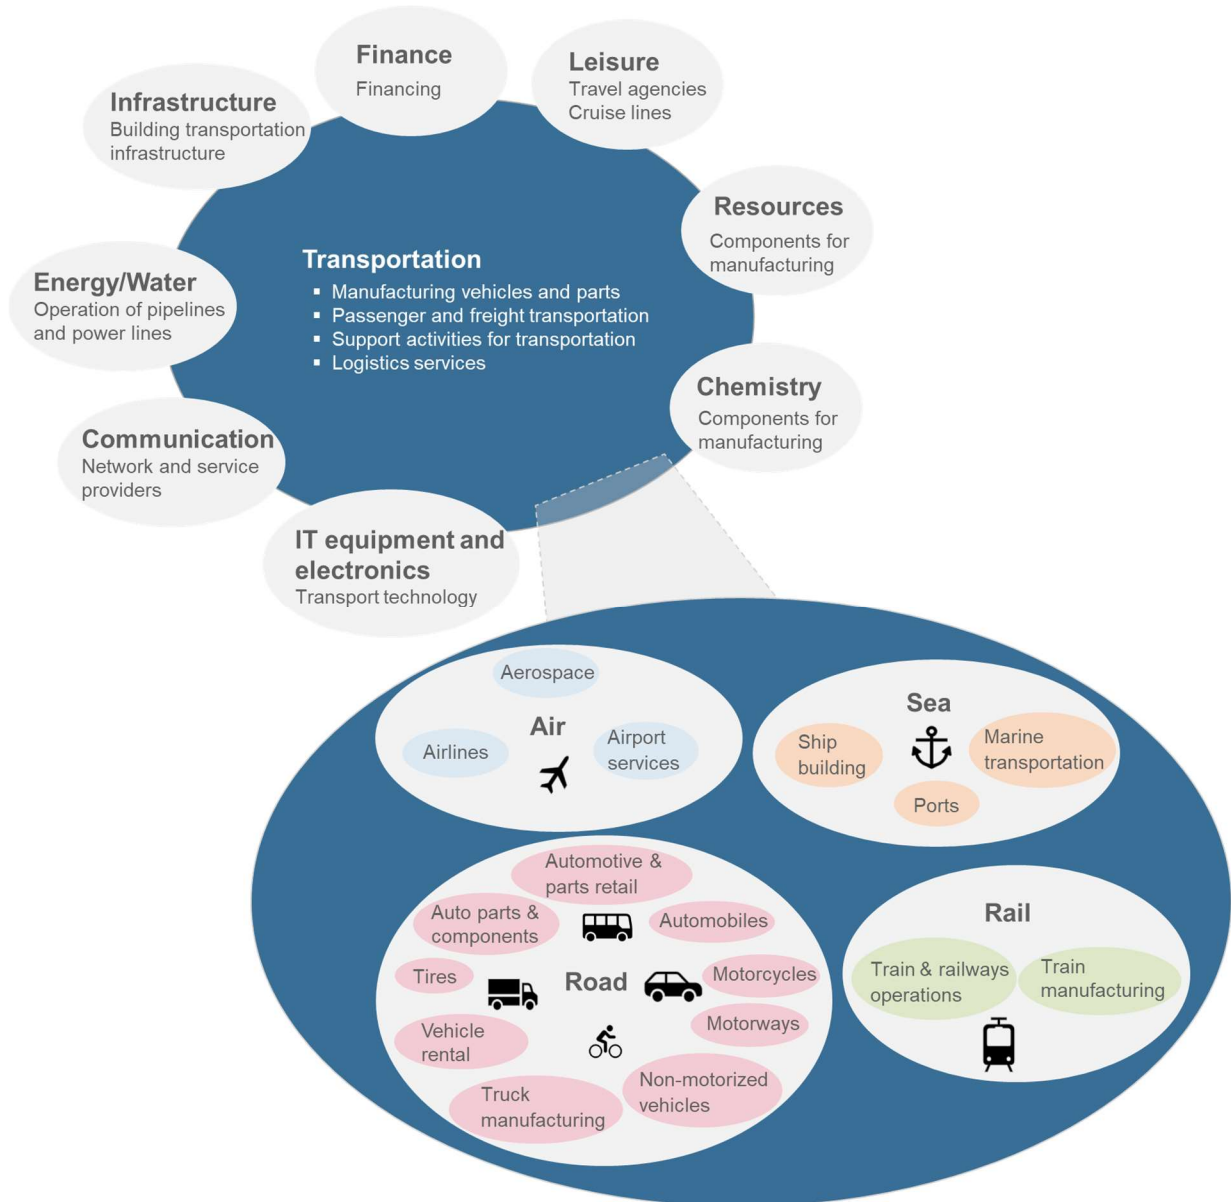 Finance
Financing
Leisure
Travel agencies
Cruise lines
Infrastructure
Building transportation
infrastructure
Resources
Components for
manufacturing
Transportation
▪ Manufacturing vehicles and parts
▪ Passenger and freight transportation
▪ Support activities for transportation
▪ Logistics services
Energy/Water
Operation of pipelines
and power lines
Chemistry
Components for
manufacturing
Communication
Network and service
providers
IT equipment and
electronics
Transport technology
Aerospace
Air
Airlines
Airport
services
Sea
Ship
building
Marine
transportation
Ports
Automotive &
parts retail
Auto parts &
components
Automobiles
Tires
Road
Motorcycles
Vehicle
rental
Motorways
Truck
manufacturing
Non-motorized
vehicles
Rail
Train & railways
operations
Train
manufacturing